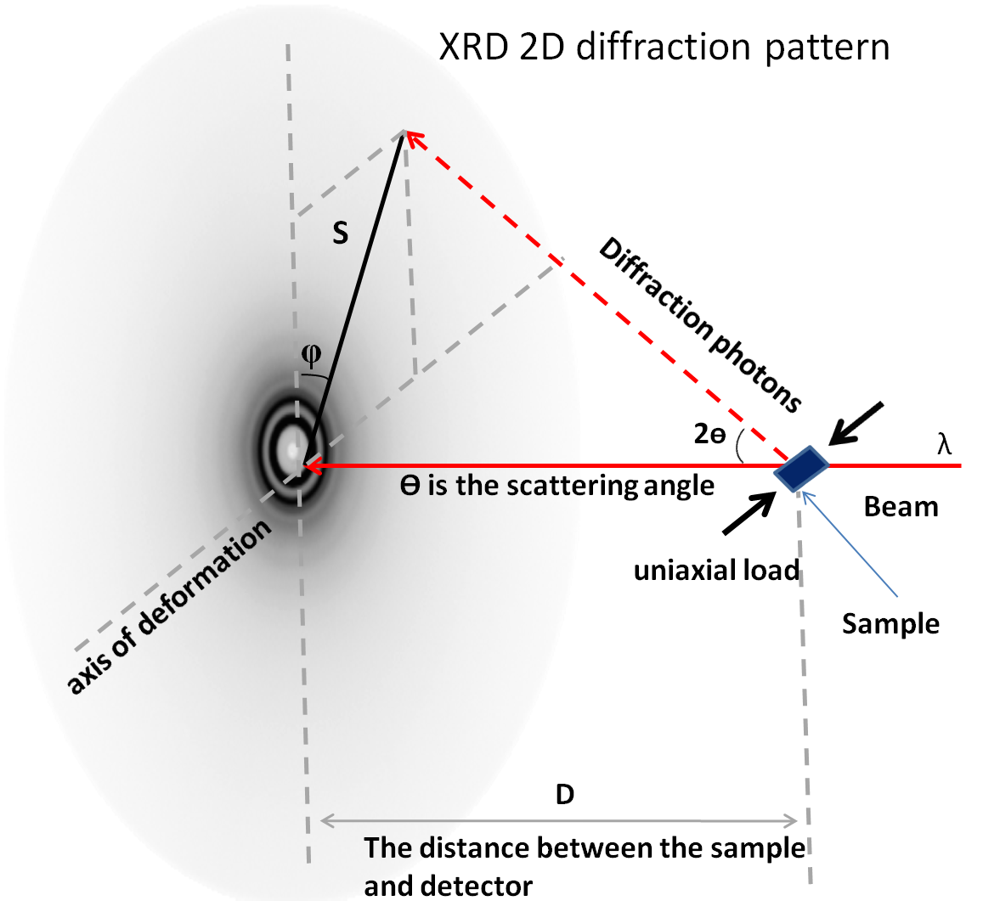 XRD 2D diffraction pattern
S
Diffraction photons
φ
2ɵ
λ
Ɵ is the scattering angle
Beam
axis of deformation
uniaxial load
Sample
D
The distance between the sample
and detector